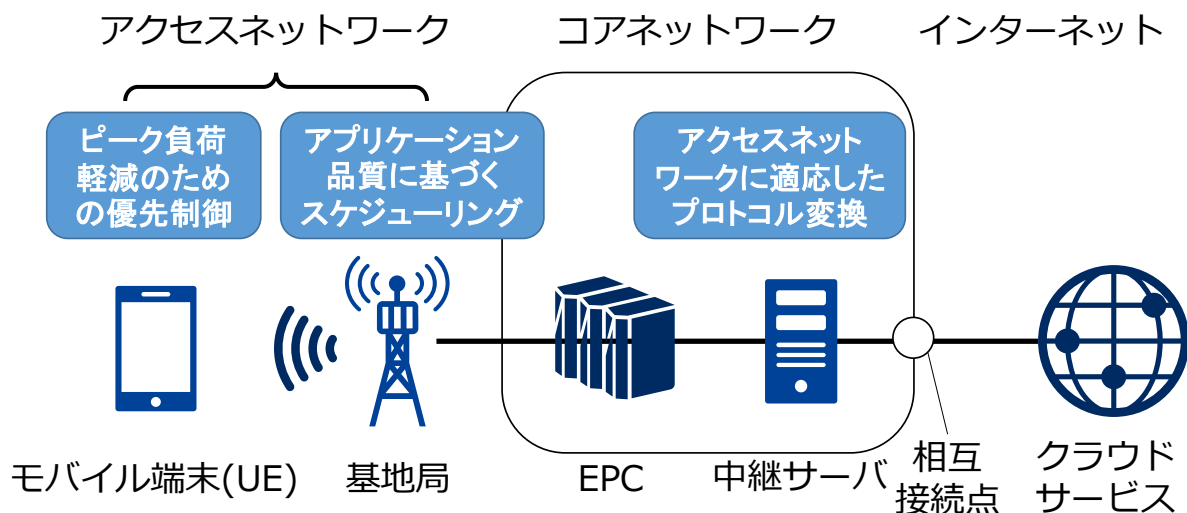 アクセスネットワーク
コアネットワーク
インターネット
ピーク負荷
軽減のため
の優先制御
アプリケーション
品質に基づく
スケジューリング
アクセスネット
ワークに適応した
プロトコル変換
モバイル端末(UE)
基地局
EPC
中継サーバ
相互
接続点
クラウド
サービス